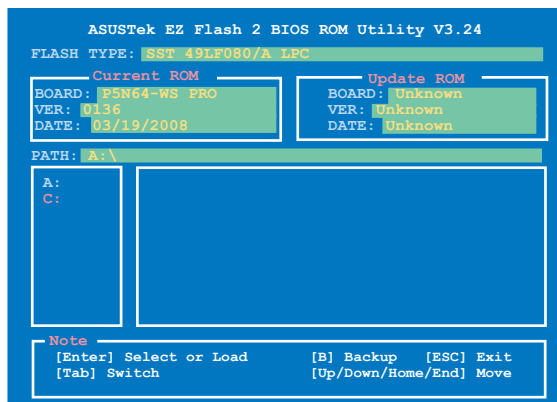 ASUSTek EZ Flash 2 BIOS ROM Utility V3.24
FLASH TYPE: SST 49LF080/A LPC
Current ROM
BOARD: P5N64-WS PRO
VER: 0136
DATE: 03/19/2008
Update ROM
BOARD: Unknown
VER: Unknown
DATE: Unknown
PATH: A:\
A:
C:
Note
[Enter] Select or Load [B] Backup [ESC] Exit
[Tab] Switch [Up/Down/Home/End] Move